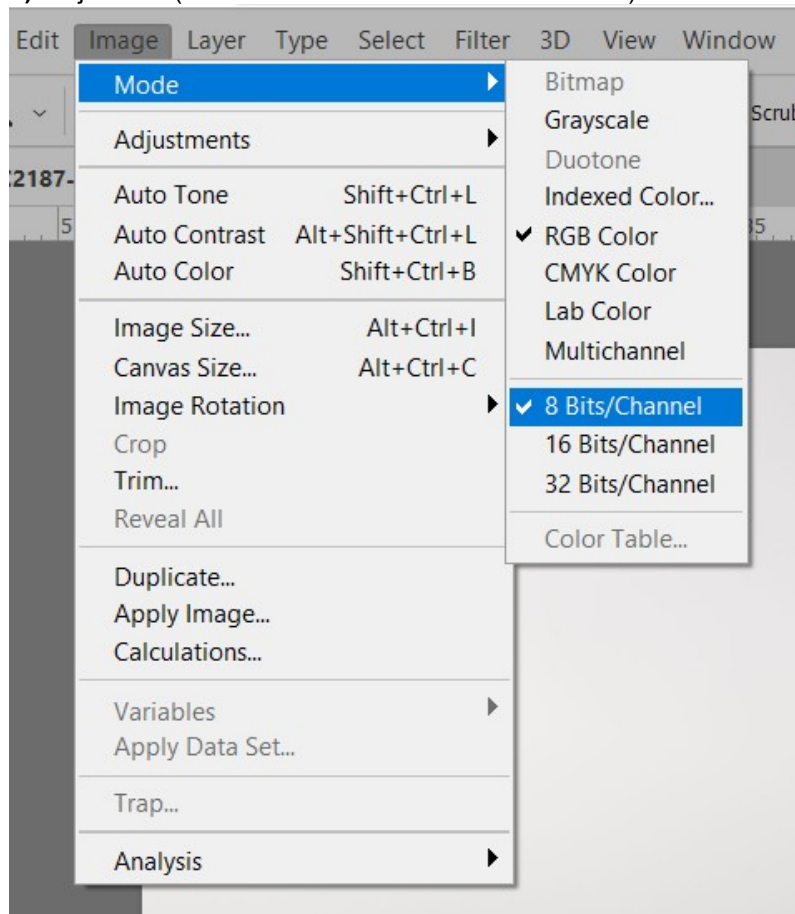 Edit Image Layer Type Select Filter 3D View Window
Mode
Adjustments
Auto Tone Shift+Ctrl+L
Auto Contrast Alt+Shift+Ctrl+L
Auto Color Shift+Ctrl+B
Image Size... Alt+Ctrl+I
Canvas Size... Alt+Ctrl+C
Image Rotation
Crop
Trim...
Reveal All
Duplicate...
Apply Image...
Calculations...
Variables
Apply Data Set...
Trap...
Analysis
Bitmap
Grayscale
Duotone
Indexed Color...
RGB Color
CMYK Color
Lab Color
Multichannel
8 Bits/Channel
16 Bits/Channel
32 Bits/Channel
Color Table...
Scrub
2187-
5
35